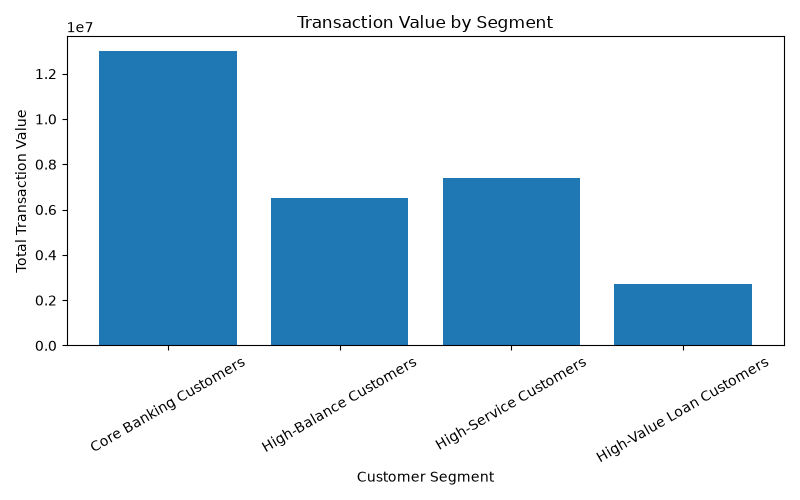 Transaction Value by Segment
1e7
1.2
1.0
0.8
0.6
0.4
0.2
0.0
Total Transaction Value
Core Banking Customers
High-Balance Customers
High-Service Customers
High-Value Loan Customers
Customer Segment